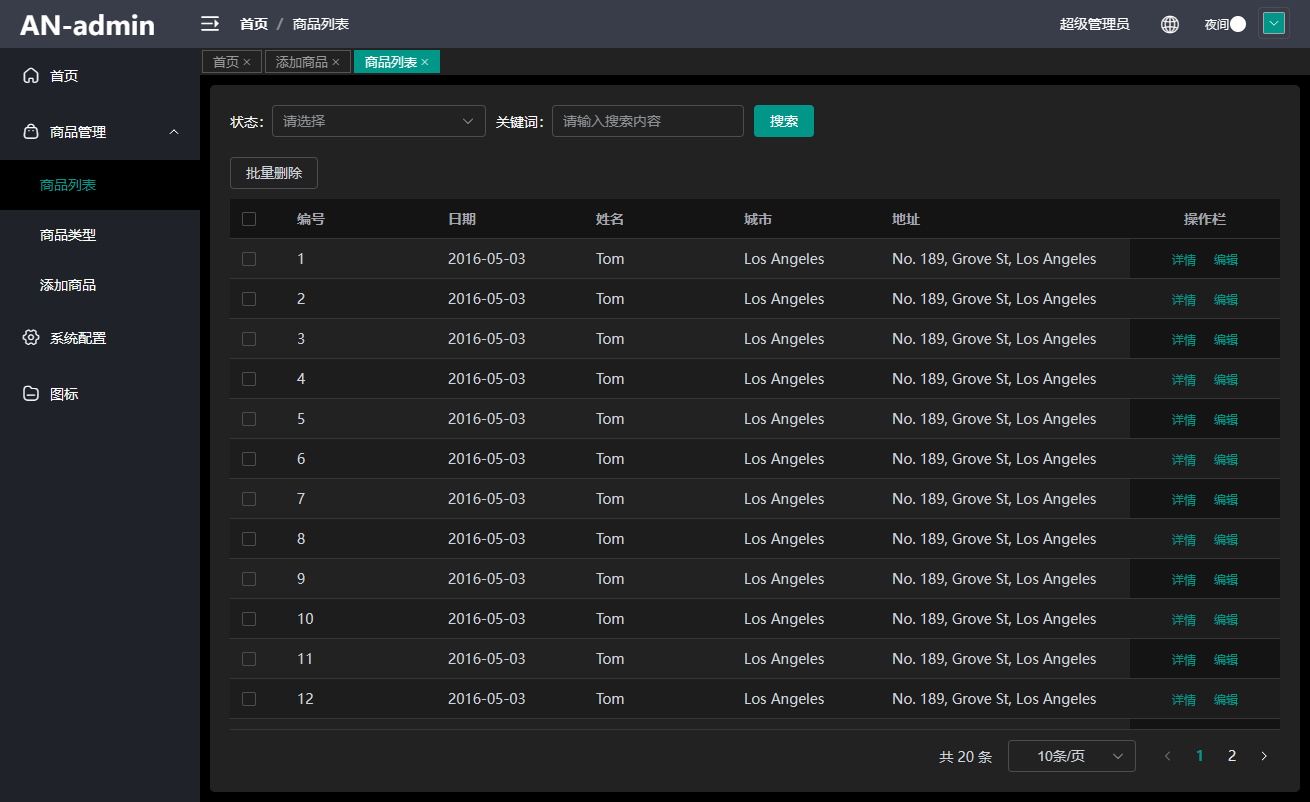 AN-admin 首页 / 商品列表 超级管理员 夜间
首页 × 添加商品 × 商品列表 ×
首页
商品管理
商品列表
商品类型
添加商品
系统配置
图标
状态: 请选择 关键词: 请输入搜索内容 搜索
批量删除
编号 日期 姓名 城市 地址 操作栏
1 2016-05-03 Tom Los Angeles No. 189, Grove St, Los Angeles 详情 编辑
2 2016-05-03 Tom Los Angeles No. 189, Grove St, Los Angeles 详情 编辑
3 2016-05-03 Tom Los Angeles No. 189, Grove St, Los Angeles 详情 编辑
4 2016-05-03 Tom Los Angeles No. 189, Grove St, Los Angeles 详情 编辑
5 2016-05-03 Tom Los Angeles No. 189, Grove St, Los Angeles 详情 编辑
6 2016-05-03 Tom Los Angeles No. 189, Grove St, Los Angeles 详情 编辑
7 2016-05-03 Tom Los Angeles No. 189, Grove St, Los Angeles 详情 编辑
8 2016-05-03 Tom Los Angeles No. 189, Grove St, Los Angeles 详情 编辑
9 2016-05-03 Tom Los Angeles No. 189, Grove St, Los Angeles 详情 编辑
10 2016-05-03 Tom Los Angeles No. 189, Grove St, Los Angeles 详情 编辑
11 2016-05-03 Tom Los Angeles No. 189, Grove St, Los Angeles 详情 编辑
12 2016-05-03 Tom Los Angeles No. 189, Grove St, Los Angeles 详情 编辑
共 20 条 10条/页 1 2